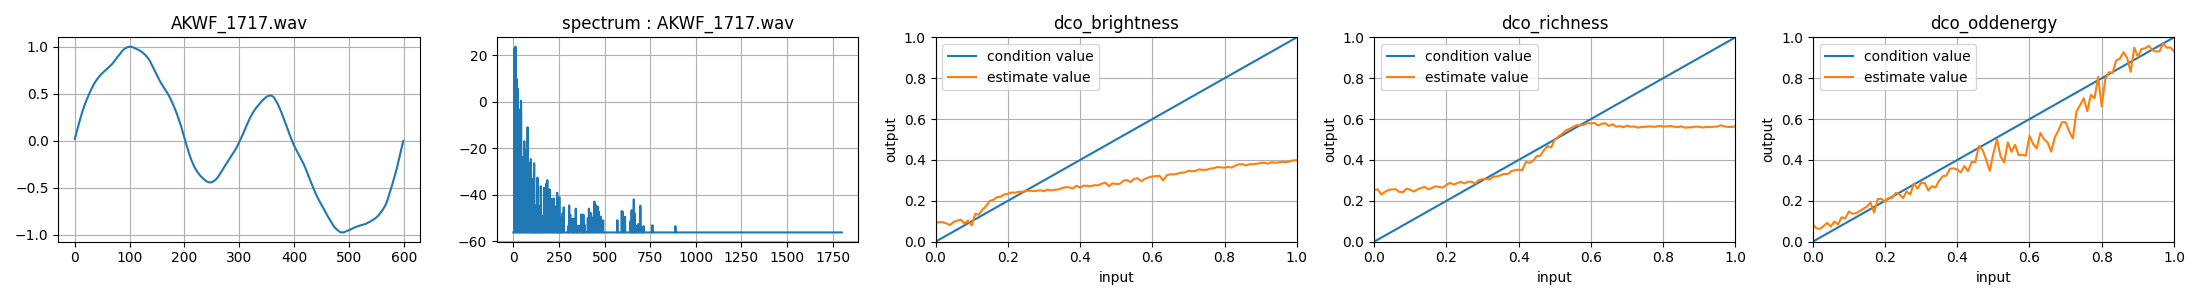 AKWF_1717.wav
1.0
0.5
0.0
−0.5
−1.0
0 100 200 300 400 500 600
spectrum : AKWF_1717.wav
20
0
−20
−40
−60
0 250 500 750 1000 1250 1500 1750
dco_brightness
condition value
estimate value
output
1.0
0.8
0.6
0.4
0.2
0.0
0.0 0.2 0.4 0.6 0.8 1.0
input
dco_richness
condition value
estimate value
output
1.0
0.8
0.6
0.4
0.2
0.0
0.0 0.2 0.4 0.6 0.8 1.0
input
dco_oddenergy
condition value
estimate value
output
1.0
0.8
0.6
0.4
0.2
0.0
0.0 0.2 0.4 0.6 0.8 1.0
input